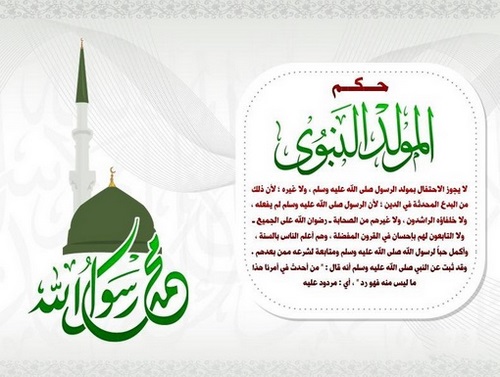 حكم
المولد النبوي
لا يجوز الاحتفال بمولد الرسول صلى الله عليه وسلم ، ولا غيره ؛ لأن ذلك
من البدع المحدثة في الدين ؛ لأن الرسول صلى الله عليه وسلم لم يفعله ،
ولا خلفاؤه الراشدون ، ولا غيرهم من الصحابة ـ رضوان الله على الجميع ـ
، ولا التابعون لهم بإحسان في القرون المفضلة ، وهم أعلم الناس بالسنة
وأكمل حباً لرسول الله صلى الله عليه وسلم ومتابعة لشرعه ممن بعدهم .
وقد ثبت عن النبي صلى الله عليه وسلم أنه قال : " من أحدث في أمرنا هذا
ما ليس منه فهو رد " ، أي : مردود عليه
محمد رسول الله